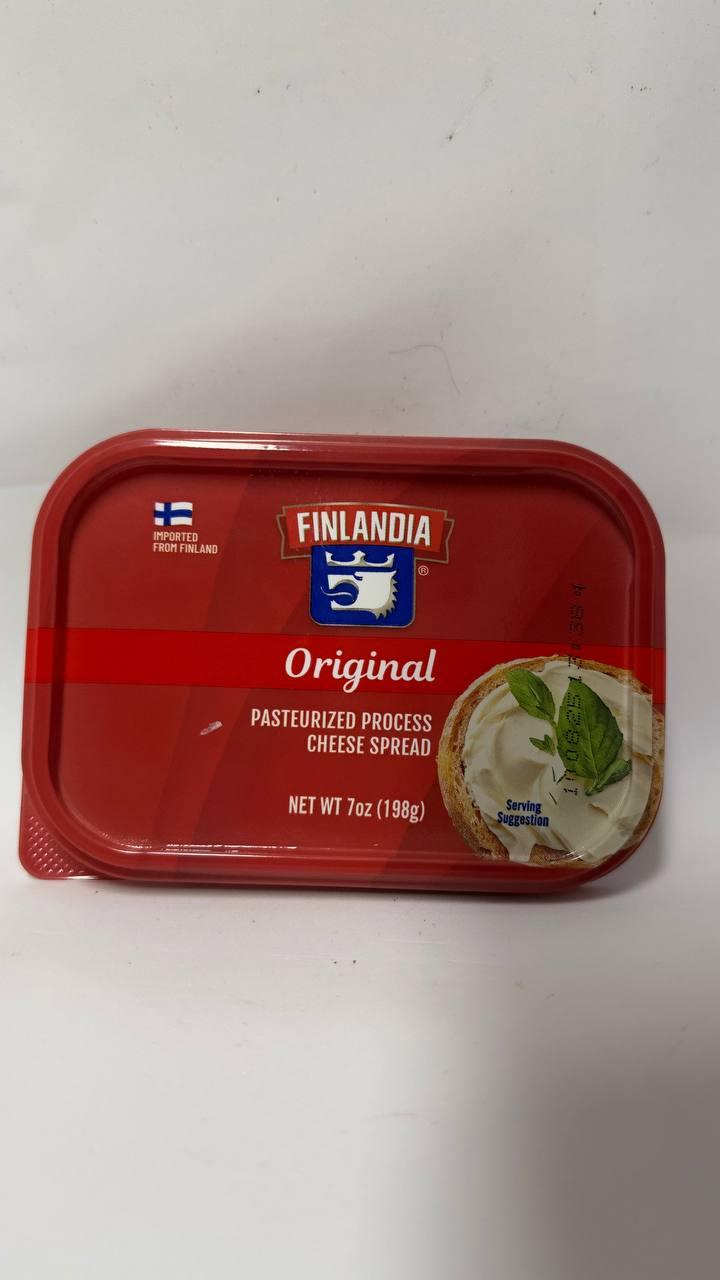 IMPORTED
FROM FINLAND
FINLANDIA
®
Original
PASTEURIZED PROCESS
CHEESE SPREAD
NET WT 7oz (198g)
Serving
Suggestion